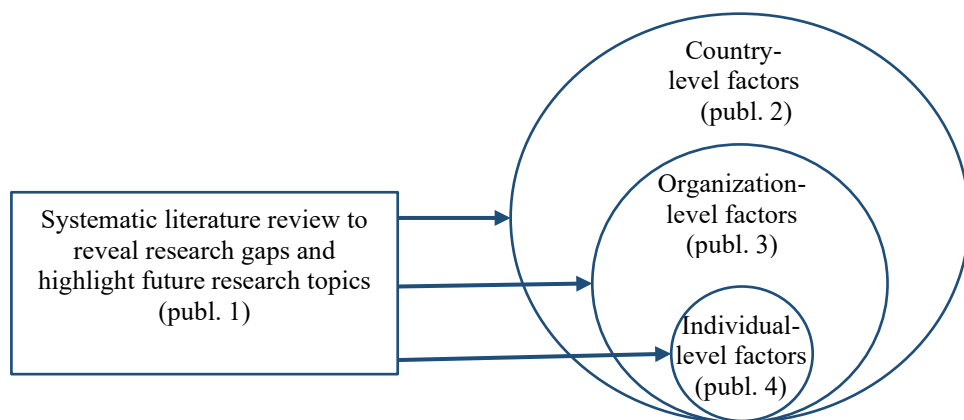 Country-
level factors
(publ. 2)
Organization-
level factors
(publ. 3)
Systematic literature review to
reveal research gaps and
highlight future research topics
(publ. 1)
Individual-
level factors
(publ. 4)